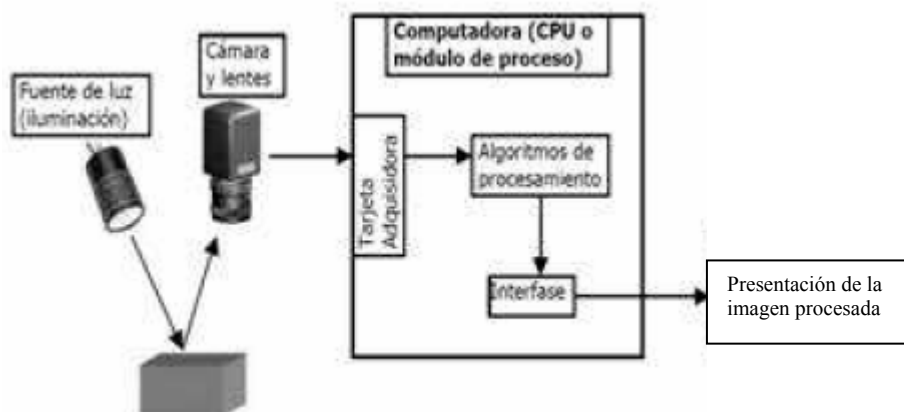 Fuente de luz
(iluminación)
Cámara
y lentes
Computadora (CPU o
módulo de proceso)
Tarjeta
Adquisidora
Algoritmos de
procesamiento
Interfase
Presentación de la
imagen procesada